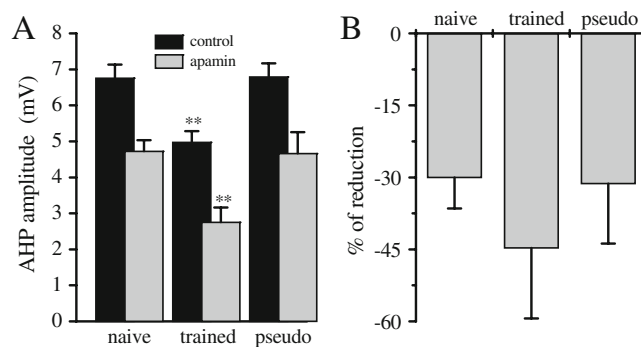 A
AHP amplitude (mV)
8
7
6
5
4
3
2
1
0
control
apamin
**
**
naive trained pseudo
B
% of reduction
naive trained pseudo
0
-15
-30
-45
-60